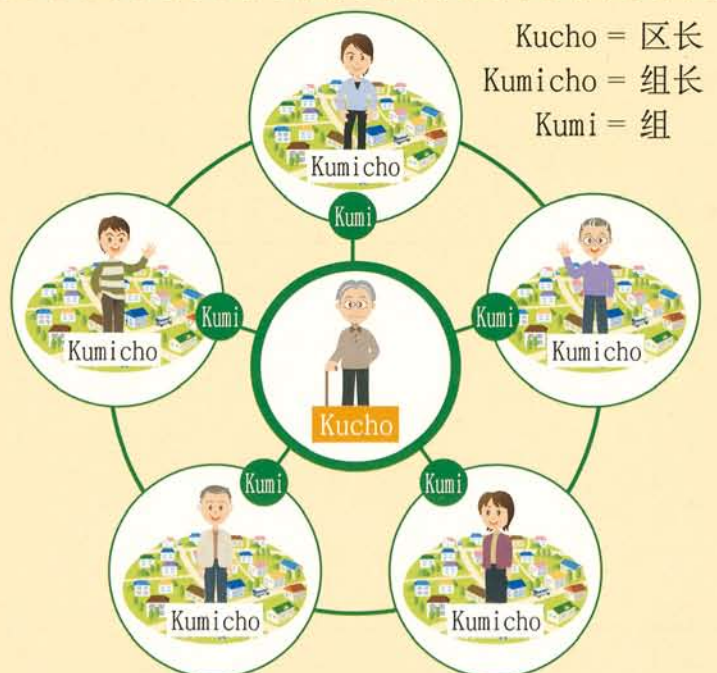 Kucho = 区长
Kumicho = 组长
Kumi = 组
Kumicho
Kumi
Kumicho
Kumi
Kumi
Kumicho
Kucho
Kumi
Kumi
Kumicho
Kumicho